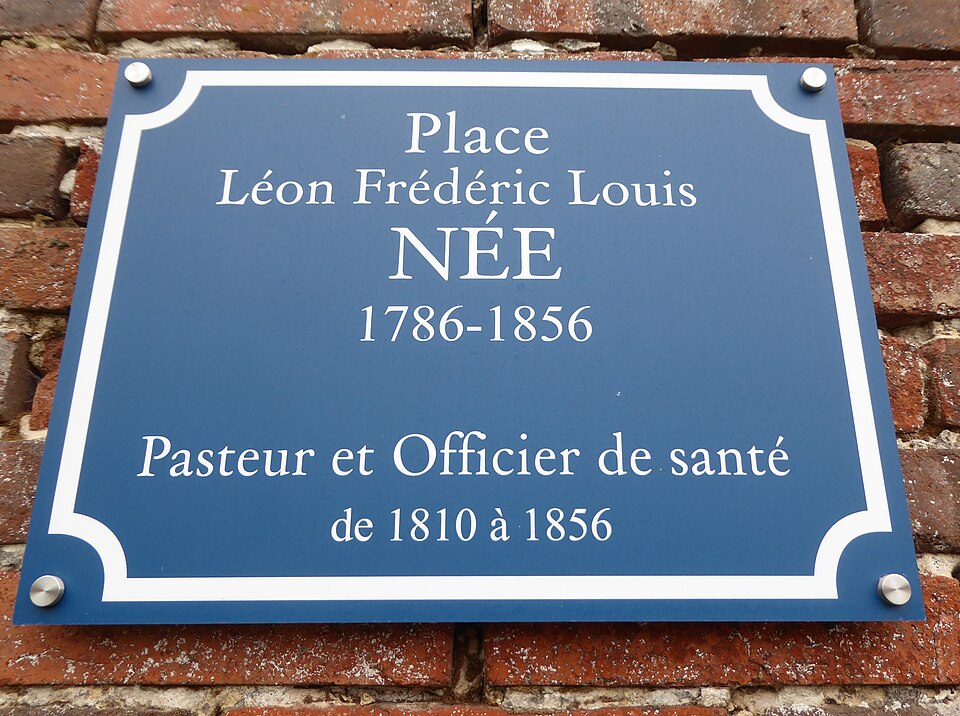 Place
Léon Frédéric Louis
NÉE
1786-1856
Pasteur et Officier de santé
de 1810 à 1856